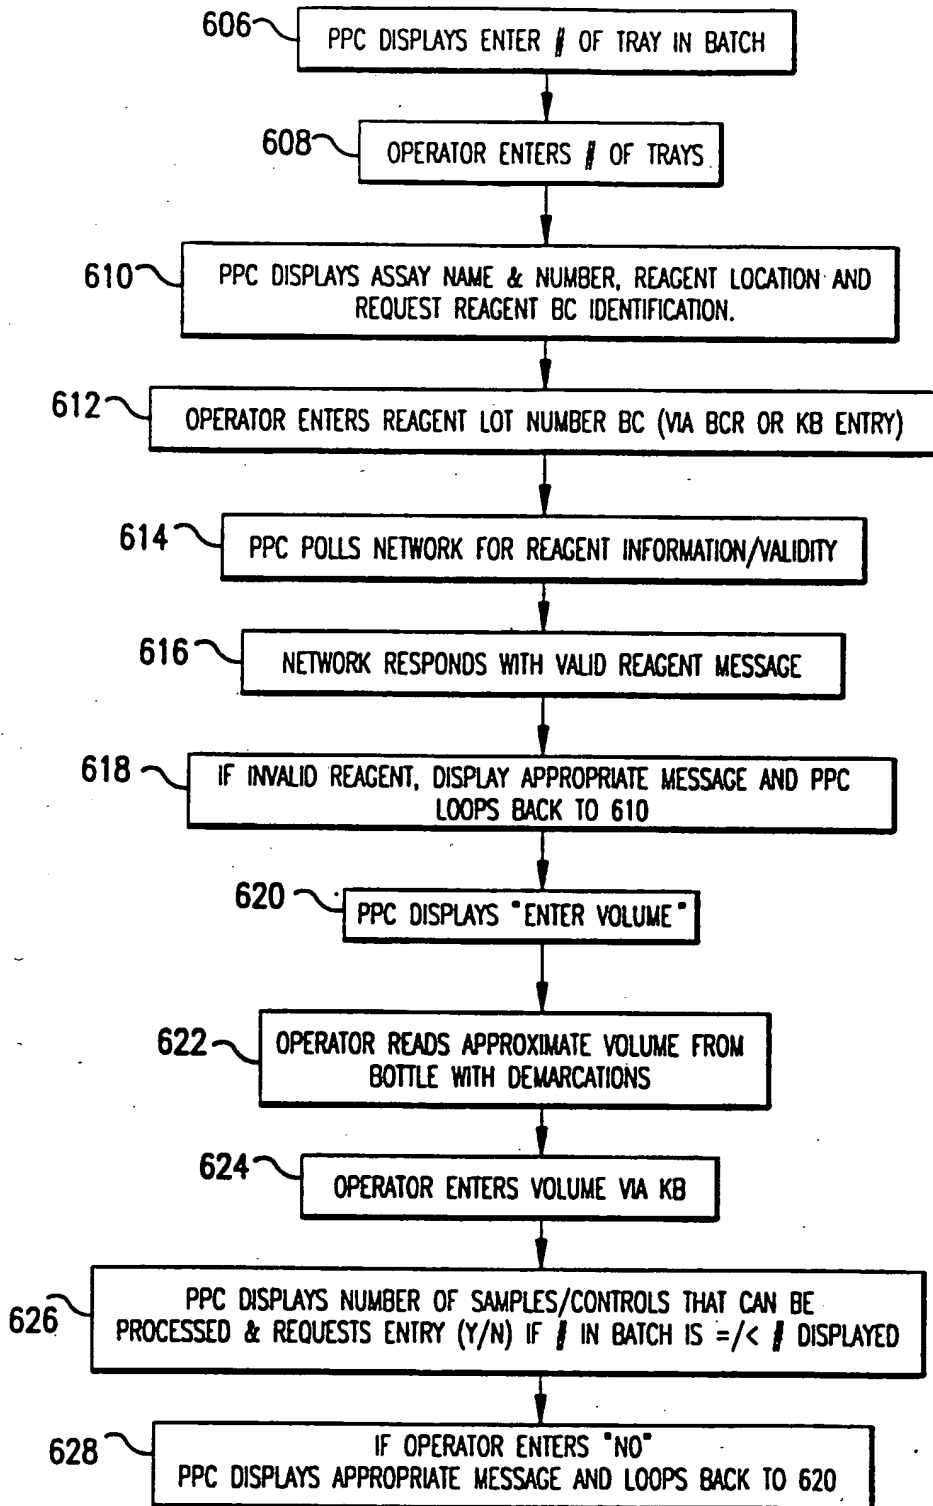 606
PPC DISPLAYS ENTER # OF TRAY IN BATCH
608
OPERATOR ENTERS # OF TRAYS
610
PPC DISPLAYS ASSAY NAME & NUMBER, REAGENT LOCATION AND
REQUEST REAGENT BC IDENTIFICATION.
612
OPERATOR ENTERS REAGENT LOT NUMBER BC (VIA BCR OR KB ENTRY)
614
PPC POLLS NETWORK FOR REAGENT INFORMATION/VALIDITY
616
NETWORK RESPONDS WITH VALID REAGENT MESSAGE
618
IF INVALID REAGENT, DISPLAY APPROPRIATE MESSAGE AND PPC
LOOPS BACK TO 610
620
PPC DISPLAYS "ENTER VOLUME"
622
OPERATOR READS APPROXIMATE VOLUME FROM
BOTTLE WITH DEMARCATIONS
624
OPERATOR ENTERS VOLUME VIA KB
626
PPC DISPLAYS NUMBER OF SAMPLES/CONTROLS THAT CAN BE
PROCESSED & REQUESTS ENTRY (Y/N) IF # IN BATCH IS =/< # DISPLAYED
628
IF OPERATOR ENTERS "NO"
PPC DISPLAYS APPROPRIATE MESSAGE AND LOOPS BACK TO 620